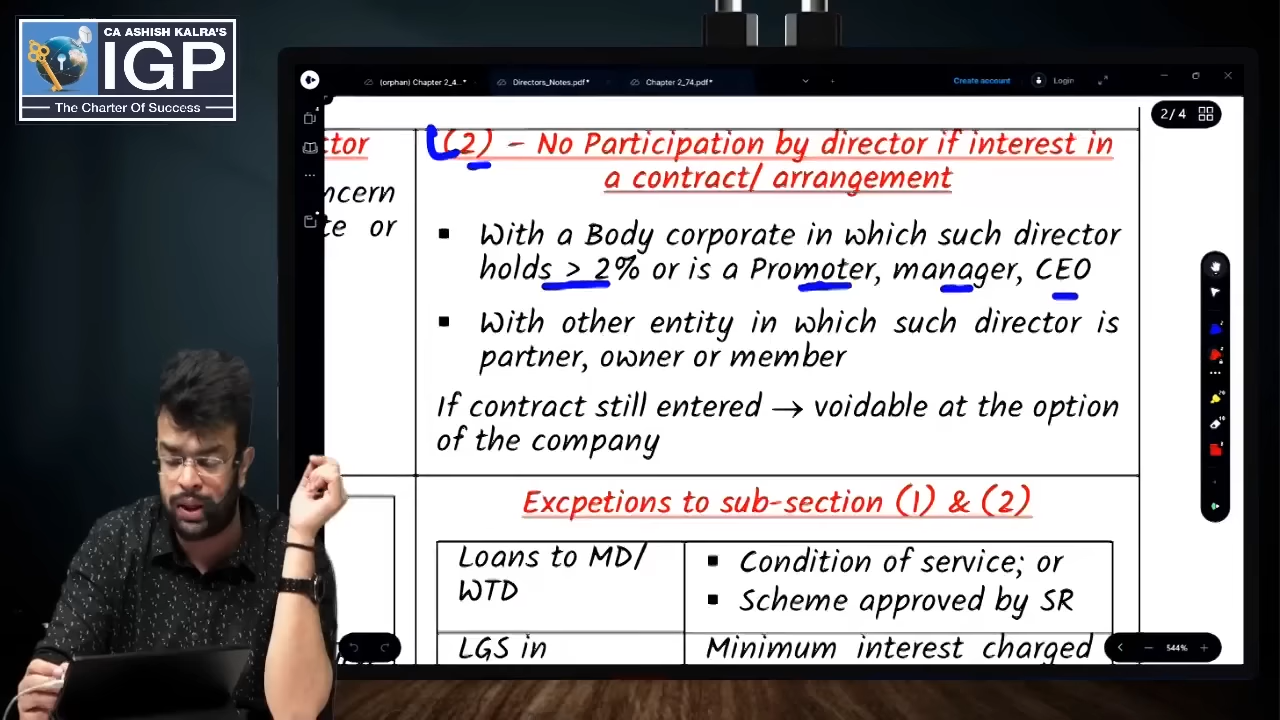 CA ASHISH KALRA'S
IGP
The Charter Of Success
(orphan) Chapter 2_4...*
Directors_Notes.pdf*
Chapter 2_74.pdf*
Create account
Login
2/4
ctor
ncern
te or
(2) - No Participation by director if interest in
a contract/ arrangement
▪ With a Body corporate in which such director
holds > 2% or is a Promoter, manager, CEO
▪ With other entity in which such director is
partner, owner or member
If contract still entered → voidable at the option
of the company
Excpetions to sub-section (1) & (2)
Loans to MD/
WTD
▪ Condition of service; or
▪ Scheme approved by SR
LGS in
Minimum interest charged
544%